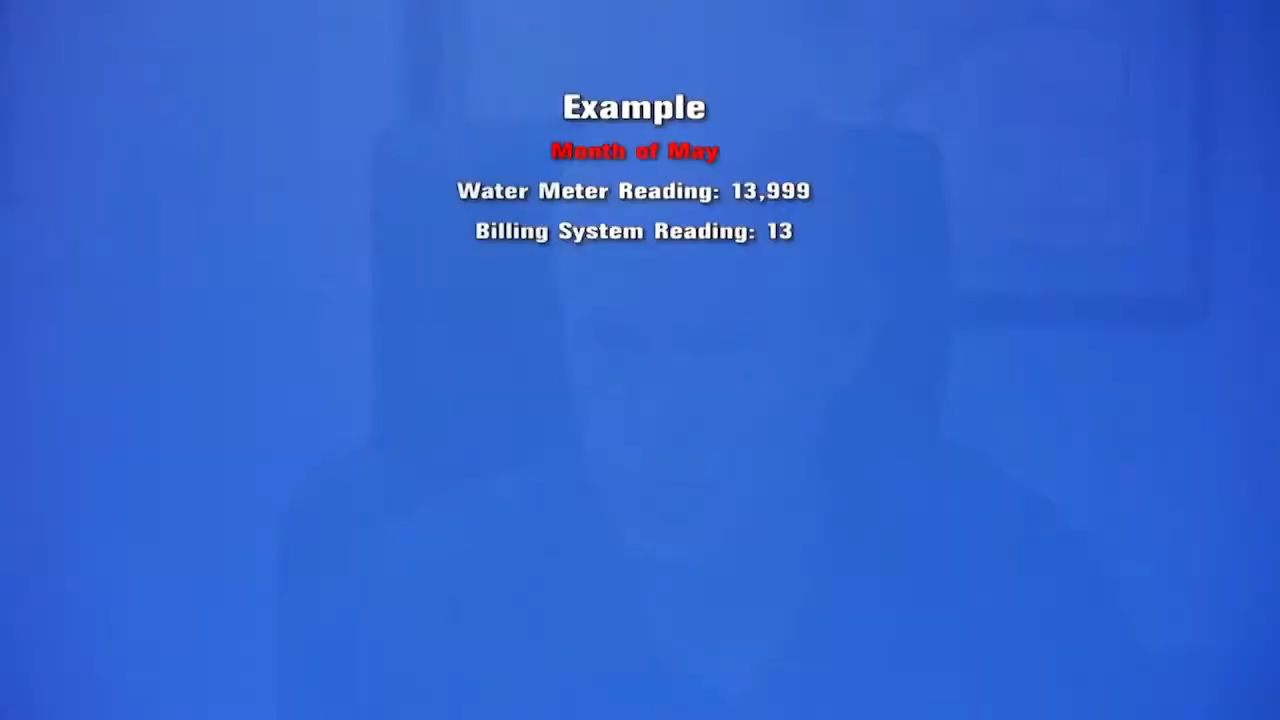 Example
Month of May
Water Meter Reading: 13,999
Billing System Reading: 13